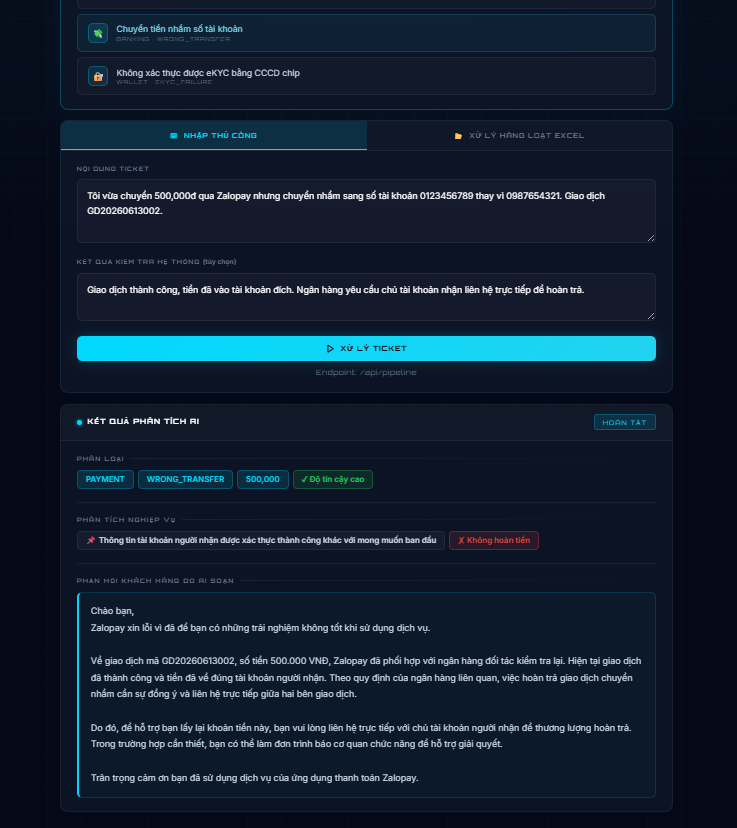 Chuyển tiền nhầm số tài khoản
BANKING · WRONG_TRANSFER
Không xác thực được eKYC bằng CCCD chip
WALLET · EKYC_FAILURE
NHẬP THỦ CÔNG
XỬ LÝ HÀNG LOẠT EXCEL
NỘI DUNG TICKET
Tôi vừa chuyển 500,000đ qua Zalopay nhưng chuyển nhầm sang số tài khoản 0123456789 thay vì 0987654321. Giao dịch
GD20260613002.
KẾT QUẢ KIỂM TRA HỆ THỐNG (tùy chọn)
Giao dịch thành công, tiền đã vào tài khoản đích. Ngân hàng yêu cầu chủ tài khoản nhận liên hệ trực tiếp để hoàn trả.
XỬ LÝ TICKET
Endpoint: /api/pipeline
KẾT QUẢ PHÂN TÍCH AI
HOÀN TẤT
PHÂN LOẠI
PAYMENT
WRONG_TRANSFER
500,000
✓ Độ tin cậy cao
PHÂN TÍCH NGHIỆP VỤ
📌 Thông tin tài khoản người nhận được xác thực thành công khác với mong muốn ban đầu
✗ Không hoàn tiền
PHẢN HỒI KHÁCH HÀNG DO AI SOẠN
Chào bạn,
Zalopay xin lỗi vì đã để bạn có những trải nghiệm không tốt khi sử dụng dịch vụ.
Về giao dịch mã GD20260613002, số tiền 500.000 VNĐ, Zalopay đã phối hợp với ngân hàng đối tác kiểm tra lại. Hiện tại giao dịch
đã thành công và tiền đã về đúng tài khoản người nhận. Theo quy định của ngân hàng liên quan, việc hoàn trả giao dịch chuyển
nhầm cần sự đồng ý và liên hệ trực tiếp giữa hai bên giao dịch.
Do đó, để hỗ trợ bạn lấy lại khoản tiền này, bạn vui lòng liên hệ trực tiếp với chủ tài khoản người nhận để thương lượng hoàn trả.
Trong trường hợp cần thiết, bạn có thể làm đơn trình báo cơ quan chức năng để hỗ trợ giải quyết.
Trân trọng cảm ơn bạn đã sử dụng dịch vụ của ứng dụng thanh toán Zalopay.